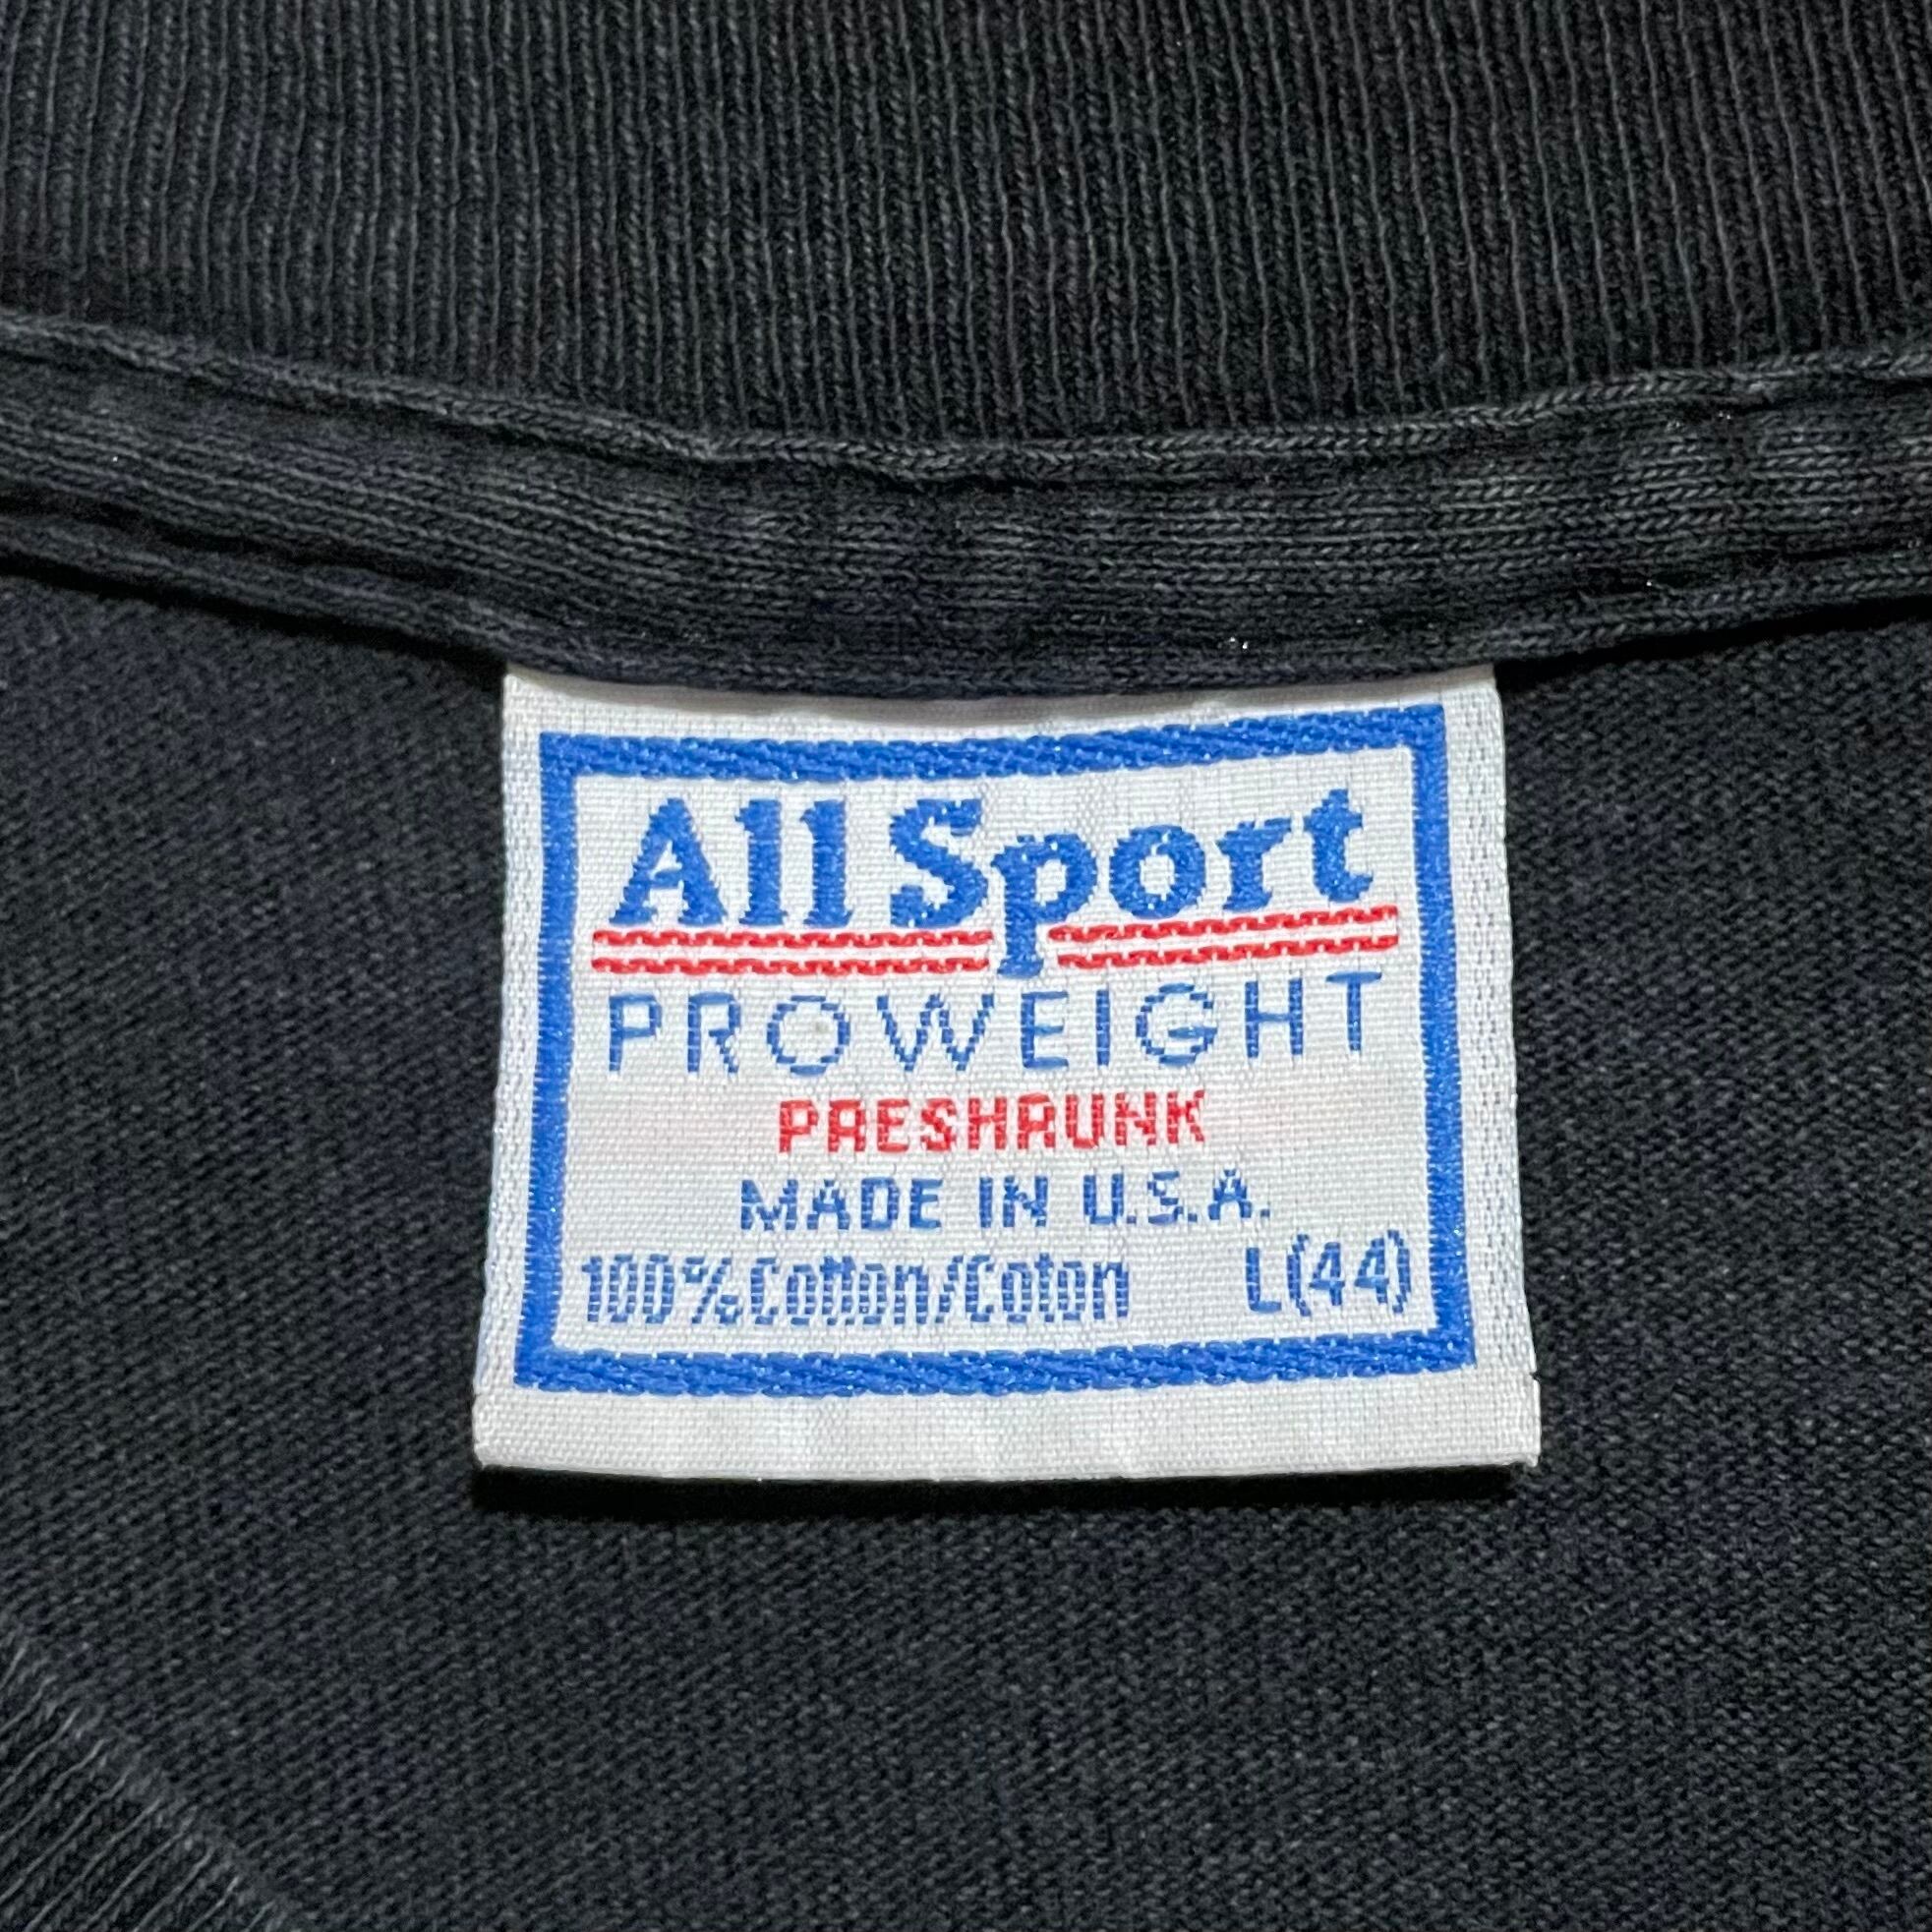 All Sport
PROWEIGHT
PRESHRUNK
MADE IN U.S.A.
100% Cotton/Coton L(44)